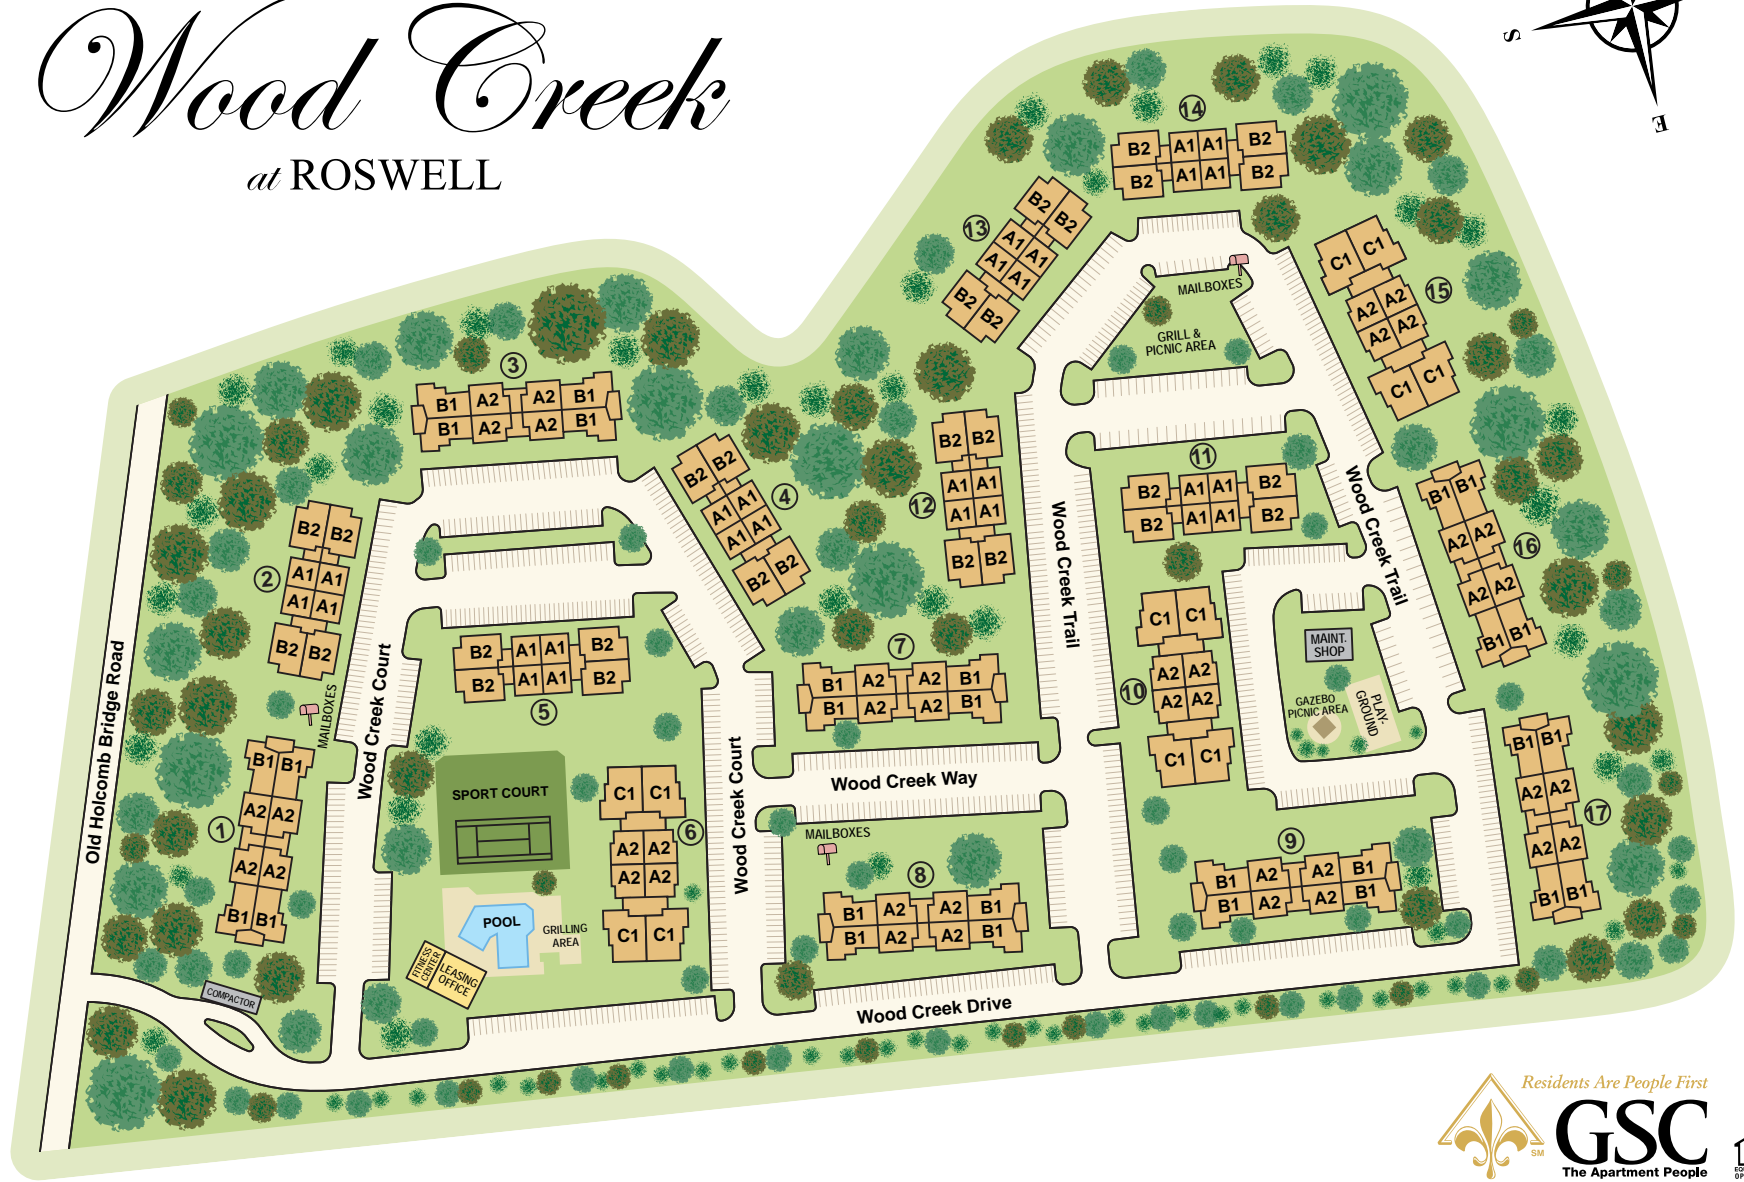 Wood Creek
at ROSWELL
S
E
14
B2 A1 A1 B2
B2 A1 A1 B2
13
B2 B2
A1 A1
A1 A1
B2 B2
MAILBOXES
GRILL &
PICNIC AREA
C1 C1
15
A2 A2
A2 A2
C1 C1
3
B1 A2 A2 B1
B1 A2 A2 B1
B2 B2
4
A1 A1
A1 A1
B2 B2
B2 B2
12
A1 A1
A1 A1
B2 B2
11
B2 A1 A1 B2
B2 A1 A1 B2
Wood Creek Trail
Wood Creek Trail
B1 B1
16
A2 A2
A2 A2
B1 B1
B2 B2
2
A1 A1
A1 A1
B2 B2
MAILBOXES
Wood Creek Court
Old Holcomb Bridge Road
B2 A1 A1 B2
B2 A1 A1 B2
5
7
B1 A2 A2 B1
B1 A2 A2 B1
C1 C1
10
A2 A2
A2 A2
C1 C1
MAINT.
SHOP
GAZEBO
PICNIC AREA
PLAY-
GROUND
B1 B1
17
A2 A2
A2 A2
B1 B1
B1 B1
1
A2 A2
A2 A2
B1 B1
SPORT COURT
C1 C1
6
A2 A2
A2 A2
C1 C1
Wood Creek Court
Wood Creek Way
MAILBOXES
8
B1 A2 A2 B1
B1 A2 A2 B1
9
B1 A2 A2 B1
B1 A2 A2 B1
POOL
GRILLING
AREA
FITNESS
CENTER
LEASING
OFFICE
COMPACTOR
Wood Creek Drive
Residents Are People First
GSC
SM
The Apartment People